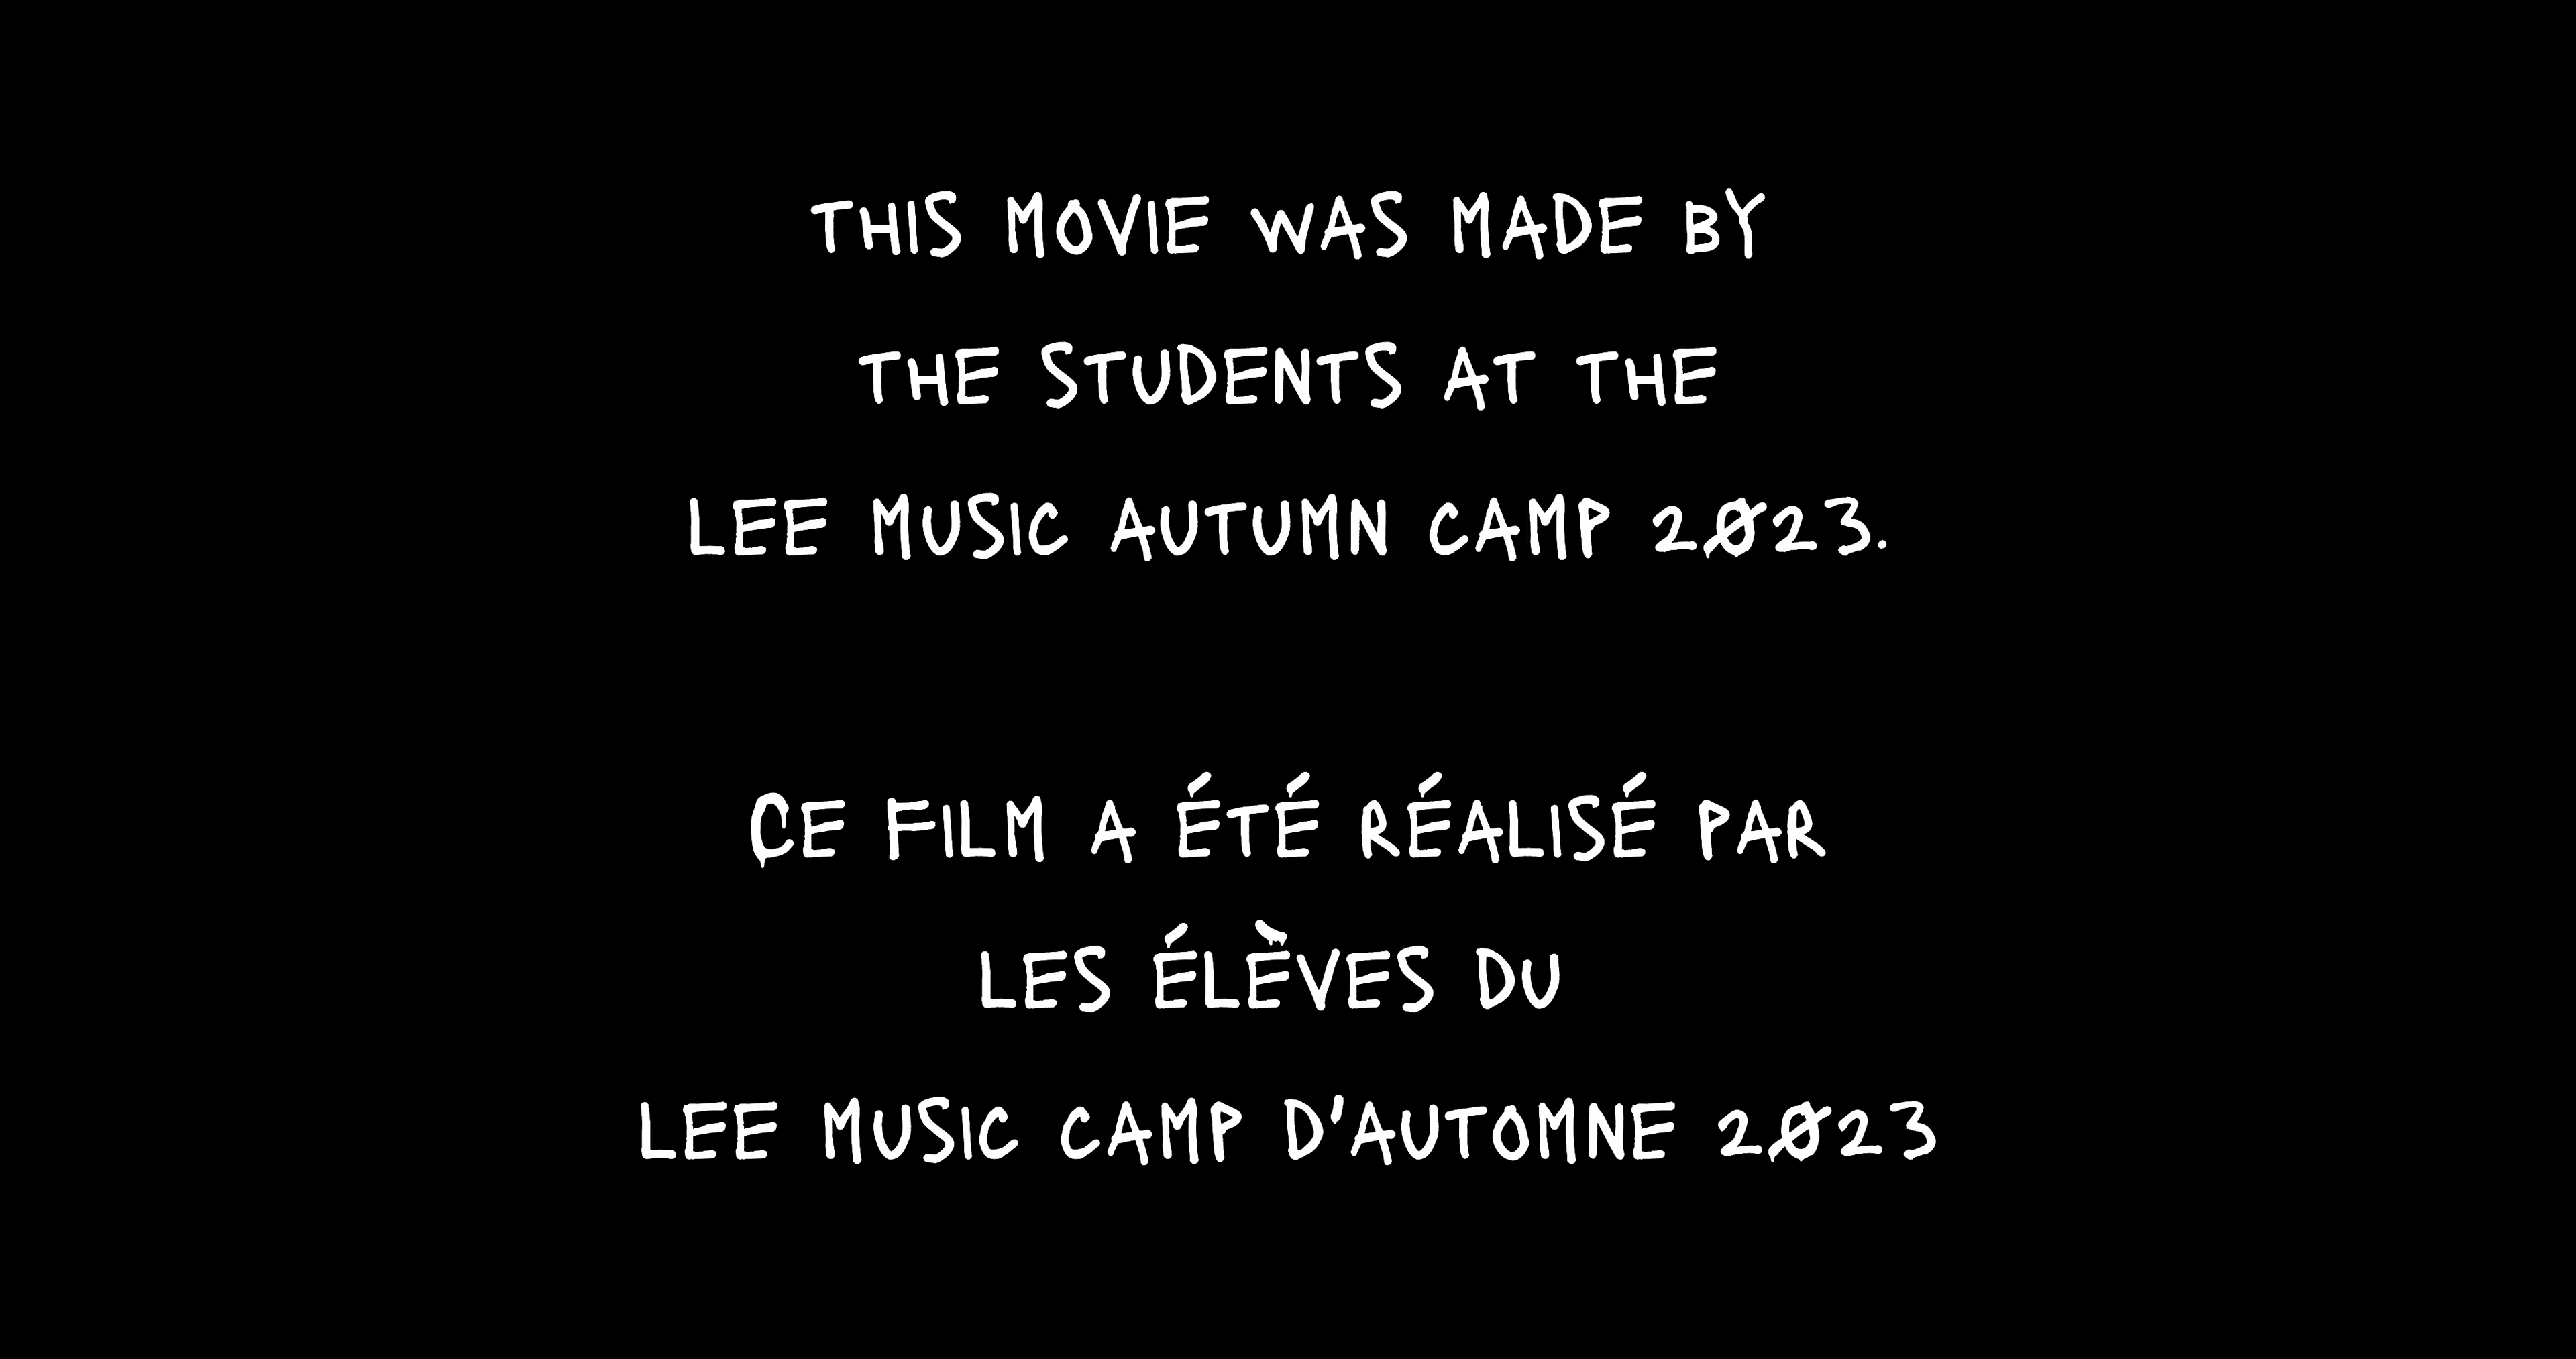 THIS MOVIE WAS MADE BY
THE STUDENTS AT THE
LEE MUSIC AUTUMN CAMP 2023.
CE FILM A ÉTÉ RÉALISÉ PAR
LES ÉLÈVES DU
LEE MUSIC CAMP D'AUTOMNE 2023